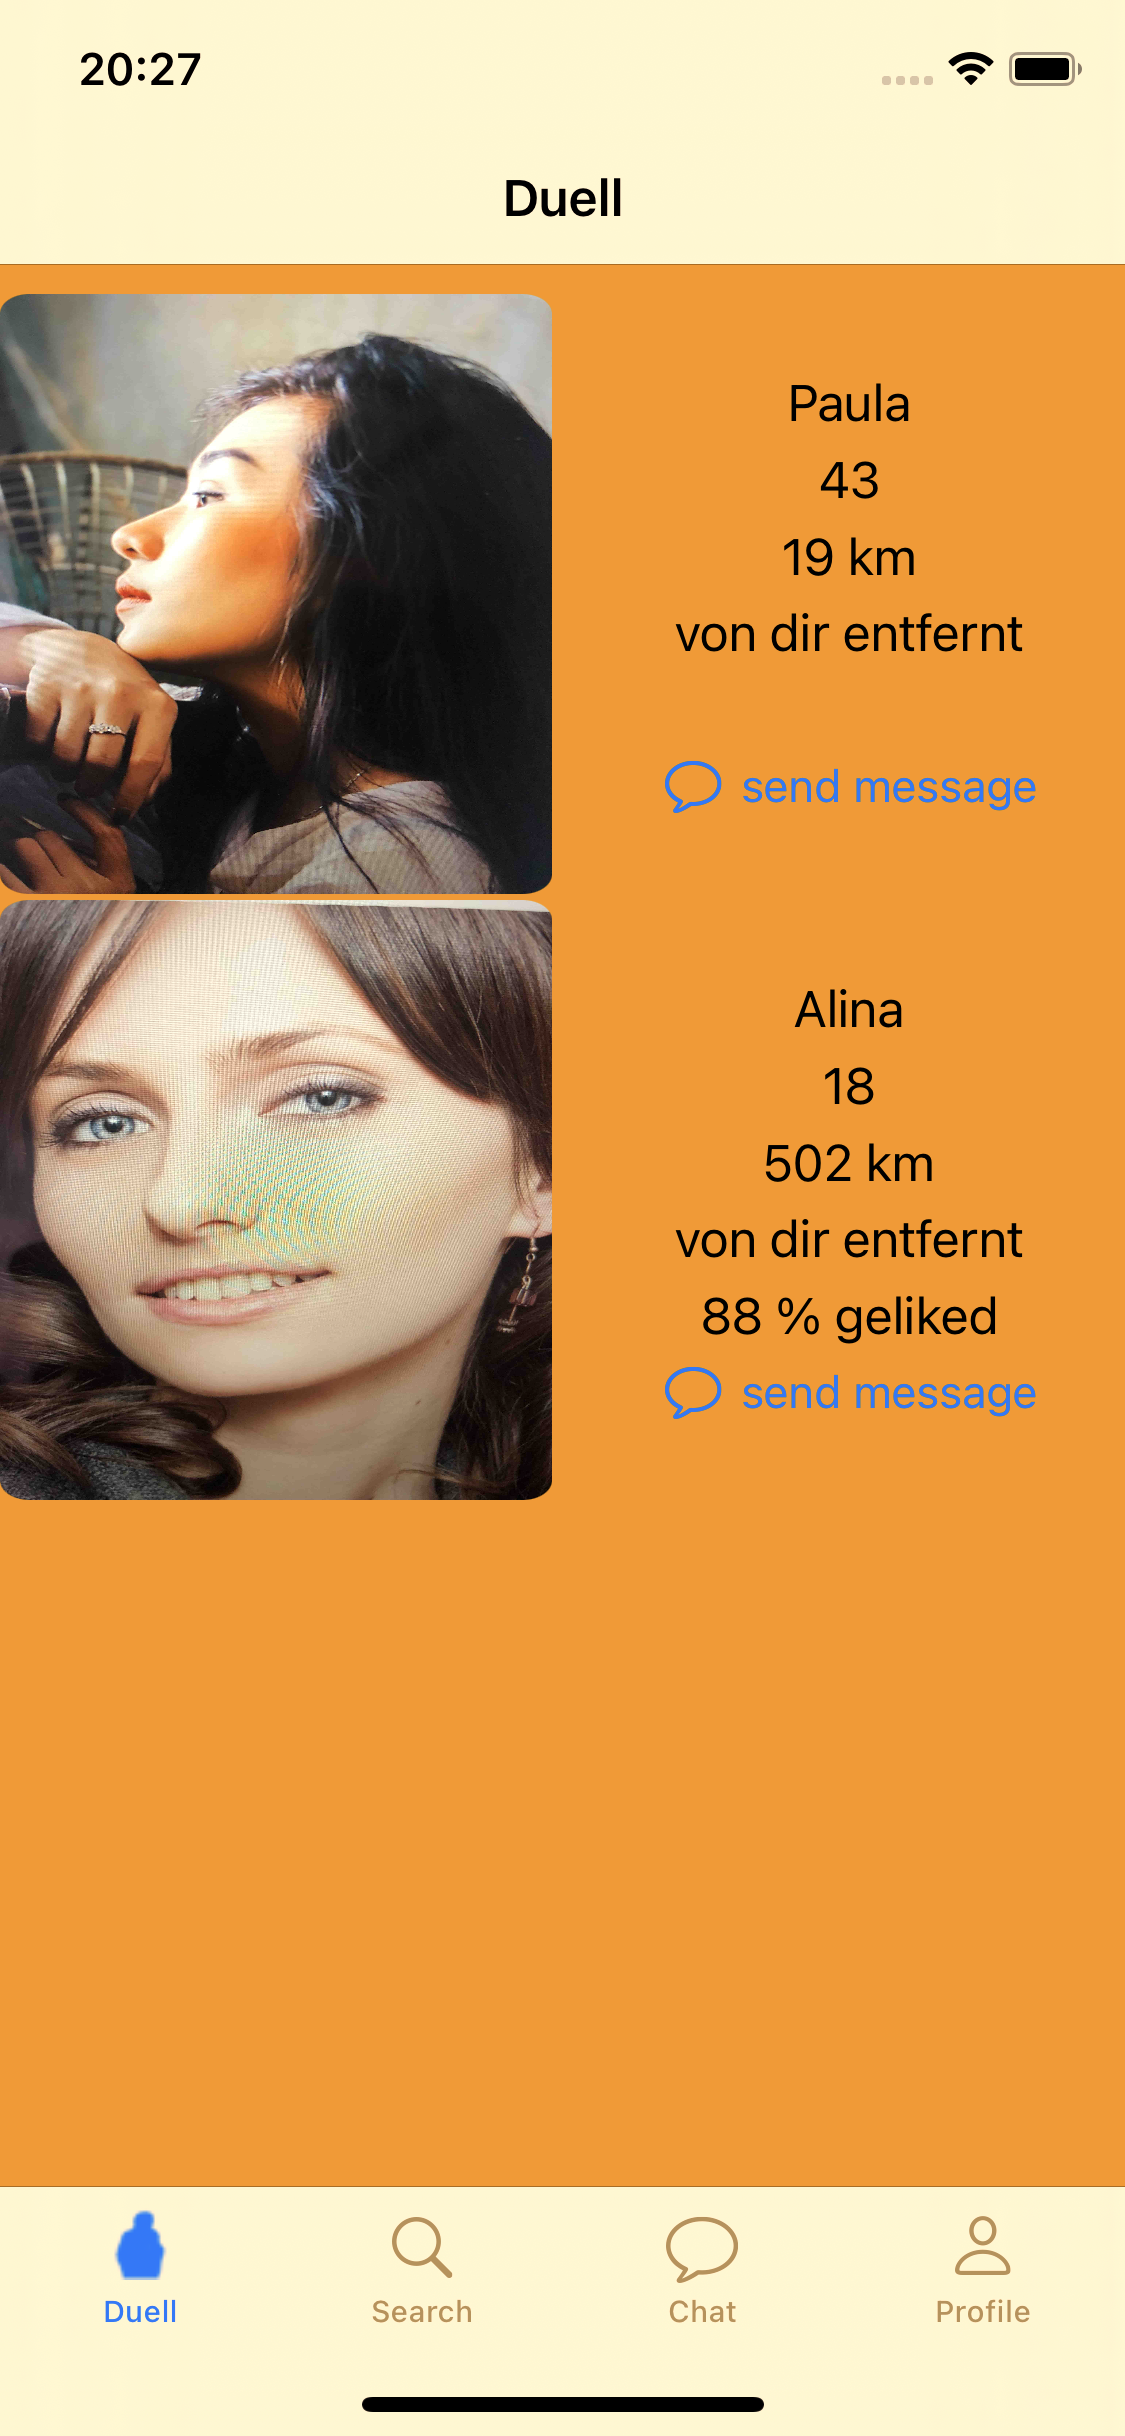 20:27
Duell
Paula
43
19 km
von dir entfernt
send message
Alina
18
502 km
von dir entfernt
88 % geliked
send message
Duell
Search
Chat
Profile